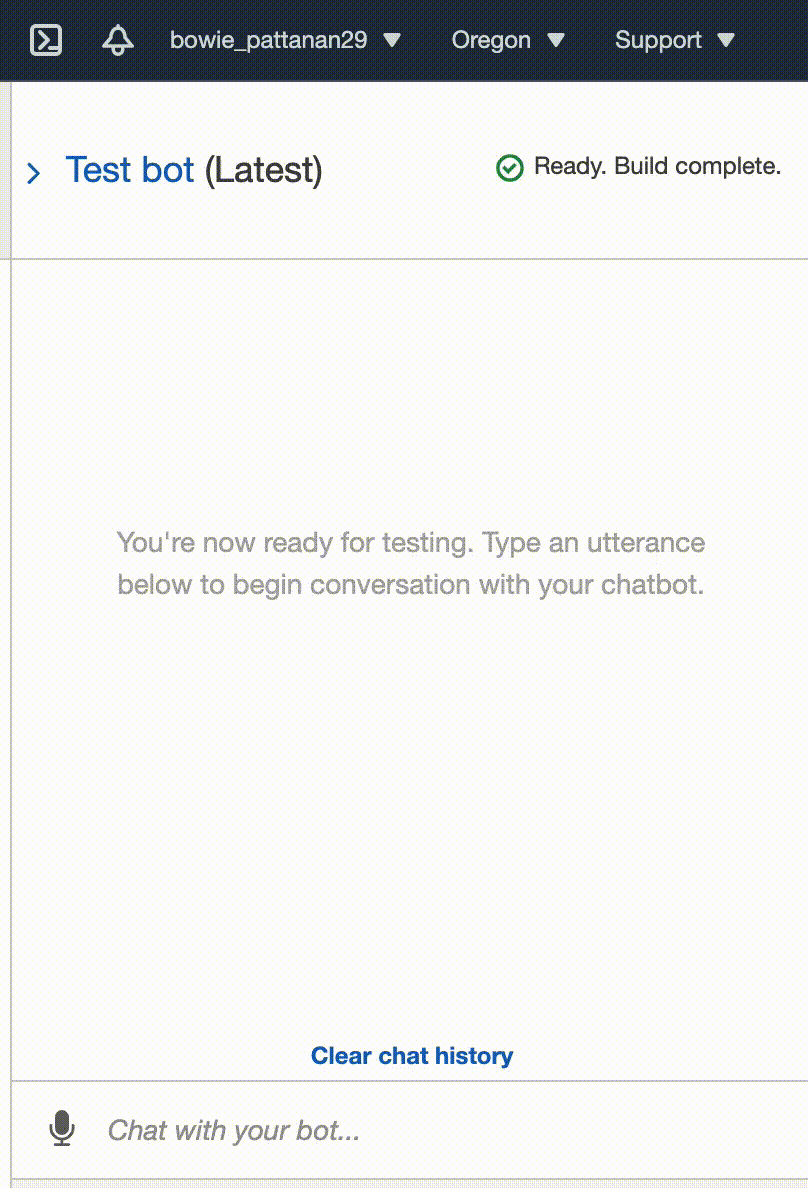 bowie_pattanan29 Oregon Support
Test bot (Latest) Ready. Build complete.
You're now ready for testing. Type an utterance
below to begin conversation with your chatbot.
Clear chat history
Chat with your bot...